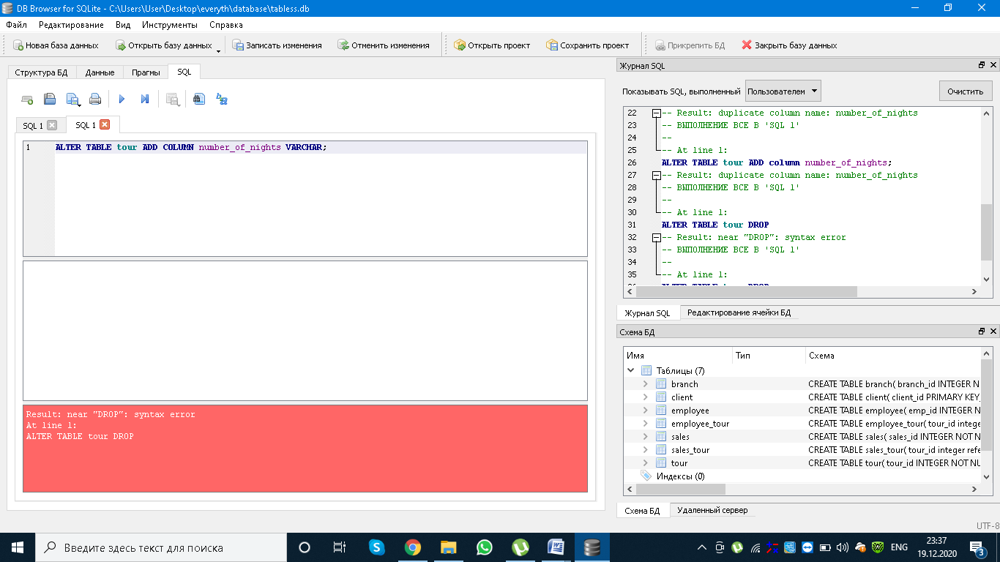 DB Browser for SQLite - C:\Users\User\Desktop\everyth\database\tabless.db
Файл Редактирование Вид Инструменты Справка
Новая база данных Открыть базу данных Записать изменения Отменить изменения Открыть проект Сохранить проект Прикрепить БД Закрыть базу данных
Структура БД Данные Прагмы SQL
SQL 1 SQL 1
1 ALTER TABLE tour ADD COLUMN number_of_nights VARCHAR;
Result: near "DROP": syntax error
At line 1:
ALTER TABLE tour DROP
Журнал SQL
Показывать SQL, выполненный Пользователем Очистить
22 -- Result: duplicate column name: number_of_nights
23 -- ВЫПОЛНЕНИЕ ВСЕ В 'SQL 1'
24 --
25 -- At line 1:
26 ALTER TABLE tour ADD column number_of_nights;
27 -- Result: duplicate column name: number_of_nights
28 -- ВЫПОЛНЕНИЕ ВСЕ В 'SQL 1'
29 --
30 -- At line 1:
31 ALTER TABLE tour DROP
32 -- Result: near "DROP": syntax error
33 -- ВЫПОЛНЕНИЕ ВСЕ В 'SQL 1'
34 --
35 -- At line 1:
Журнал SQL Редактирование ячейки БД
Схема БД
Имя Тип Схема
Таблицы (7)
branch CREATE TABLE branch( branch_id INTEGER N
client CREATE TABLE client( client_id PRIMARY KEY,
employee CREATE TABLE employee( emp_id INTEGER N
employee_tour CREATE TABLE employee_tour( tour_id intege
sales CREATE TABLE sales( sales_id INTEGER NOT N
sales_tour CREATE TABLE sales_tour( tour_id integer refe
tour CREATE TABLE tour( tour_id INTEGER NOT NU
Индексы (0)
Схема БД Удаленный сервер
UTF-8
Введите здесь текст для поиска
ENG
23:37
19.12.2020
3